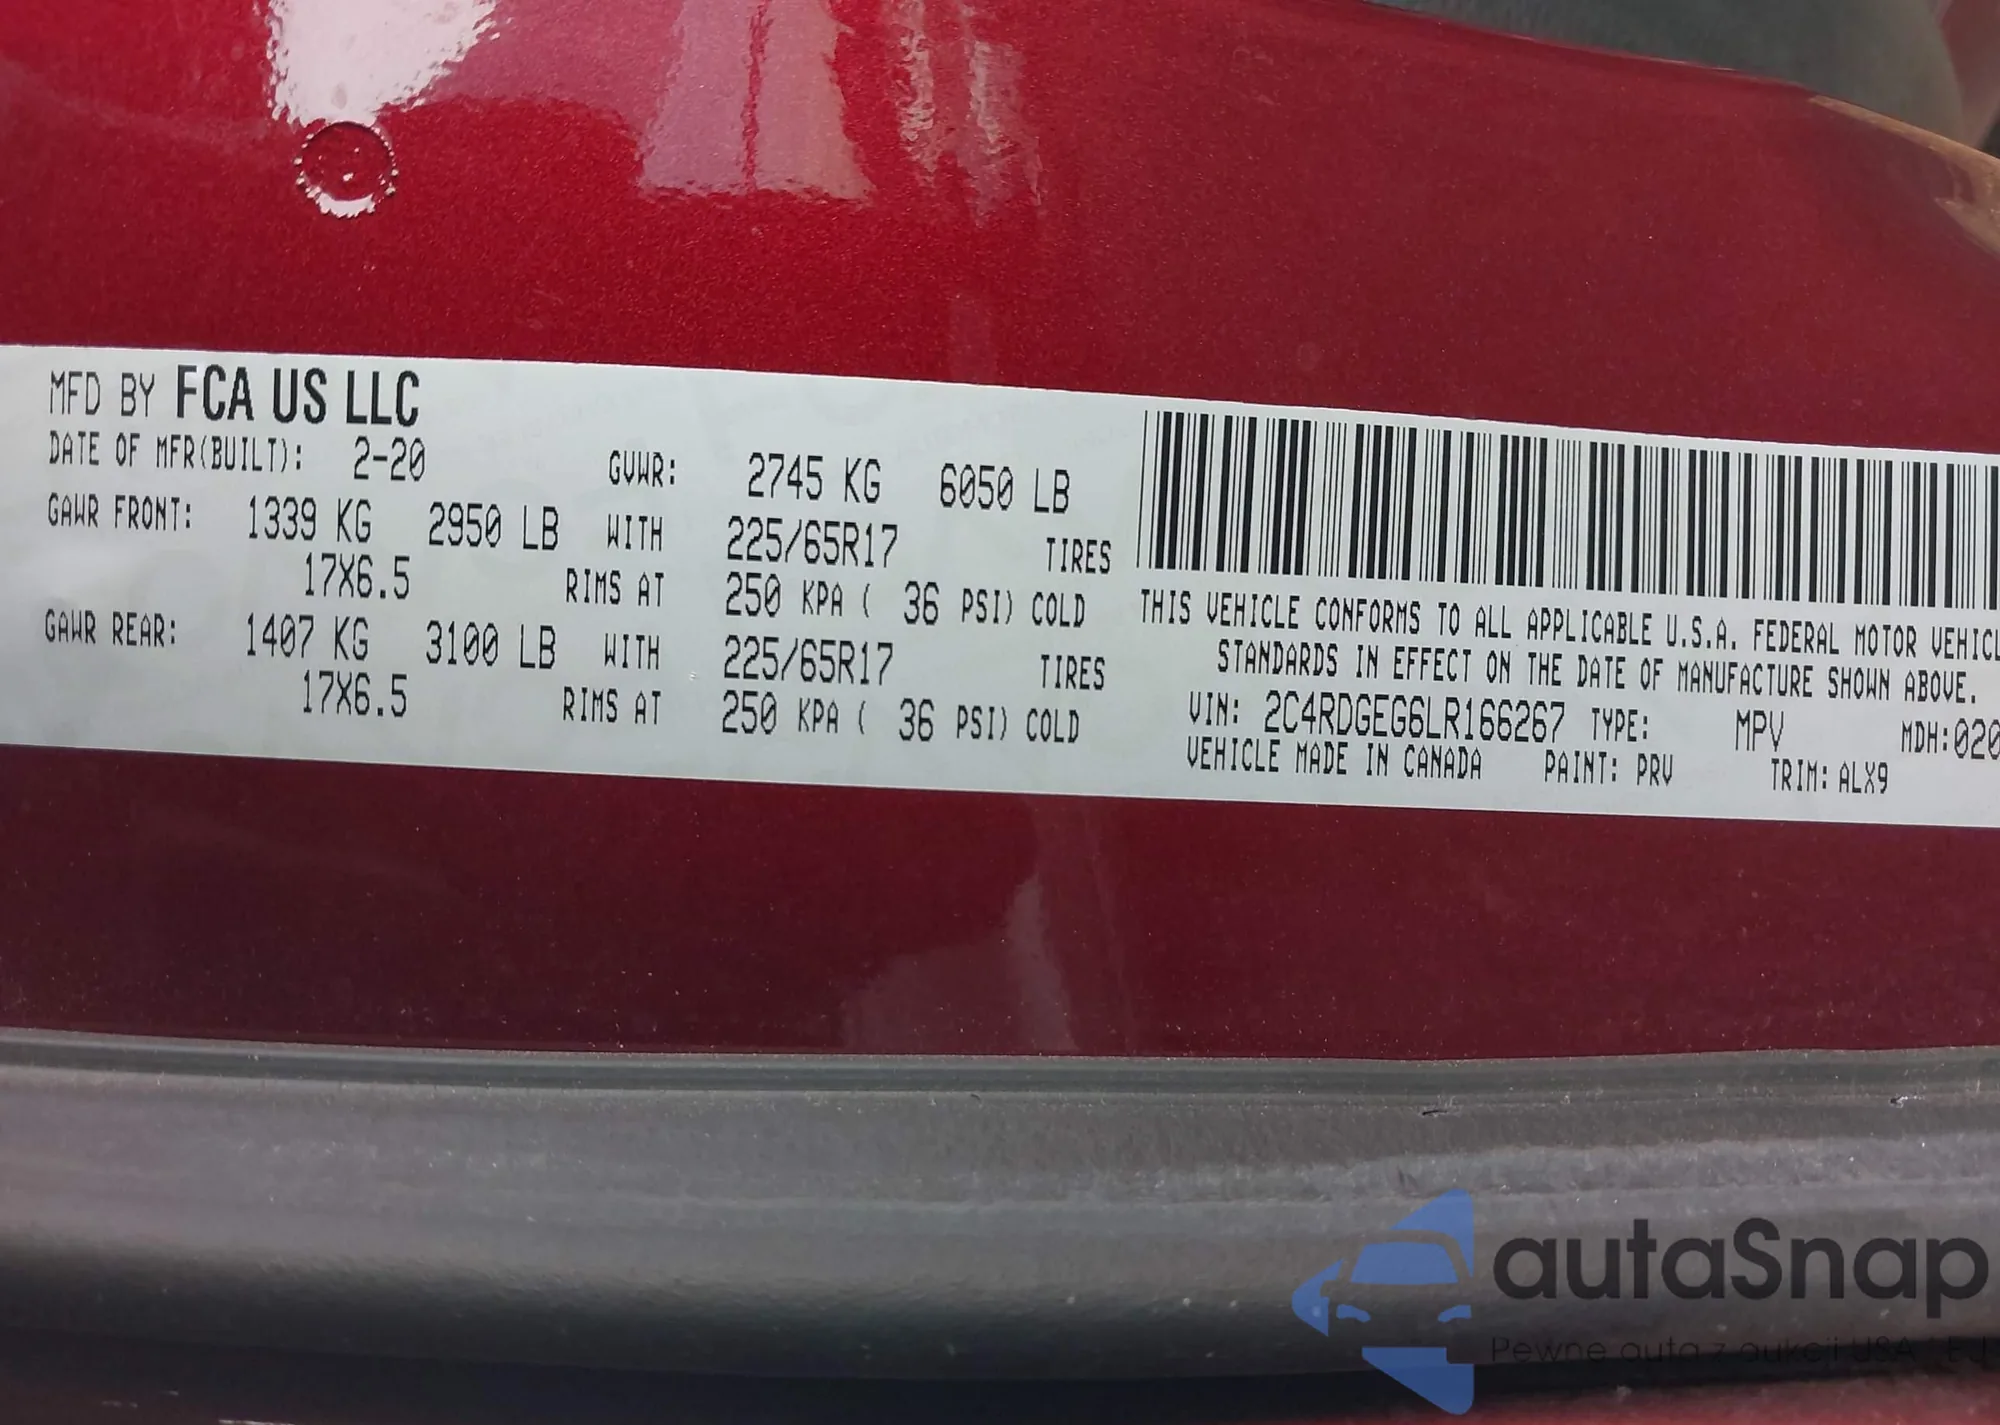 MFD BY FCA US LLC
DATE OF MFR(BUILT): 2-20 GVWR: 2745 KG 6050 LB
GAWR FRONT: 1339 KG 2950 LB WITH 225/65R17 TIRES
17X6.5 RIMS AT 250 KPA ( 36 PSI) COLD
GAWR REAR: 1407 KG 3100 LB WITH 225/65R17 TIRES
17X6.5 RIMS AT 250 KPA ( 36 PSI) COLD
THIS VEHICLE CONFORMS TO ALL APPLICABLE U.S.A. FEDERAL MOTOR VEHICL
STANDARDS IN EFFECT ON THE DATE OF MANUFACTURE SHOWN ABOVE.
VIN: 2C4RDGEG6LR166267 TYPE: MPV MDH:020
VEHICLE MADE IN CANADA PAINT: PRV TRIM: ALX9
autaSnap
Pewne auta z aukcji USA